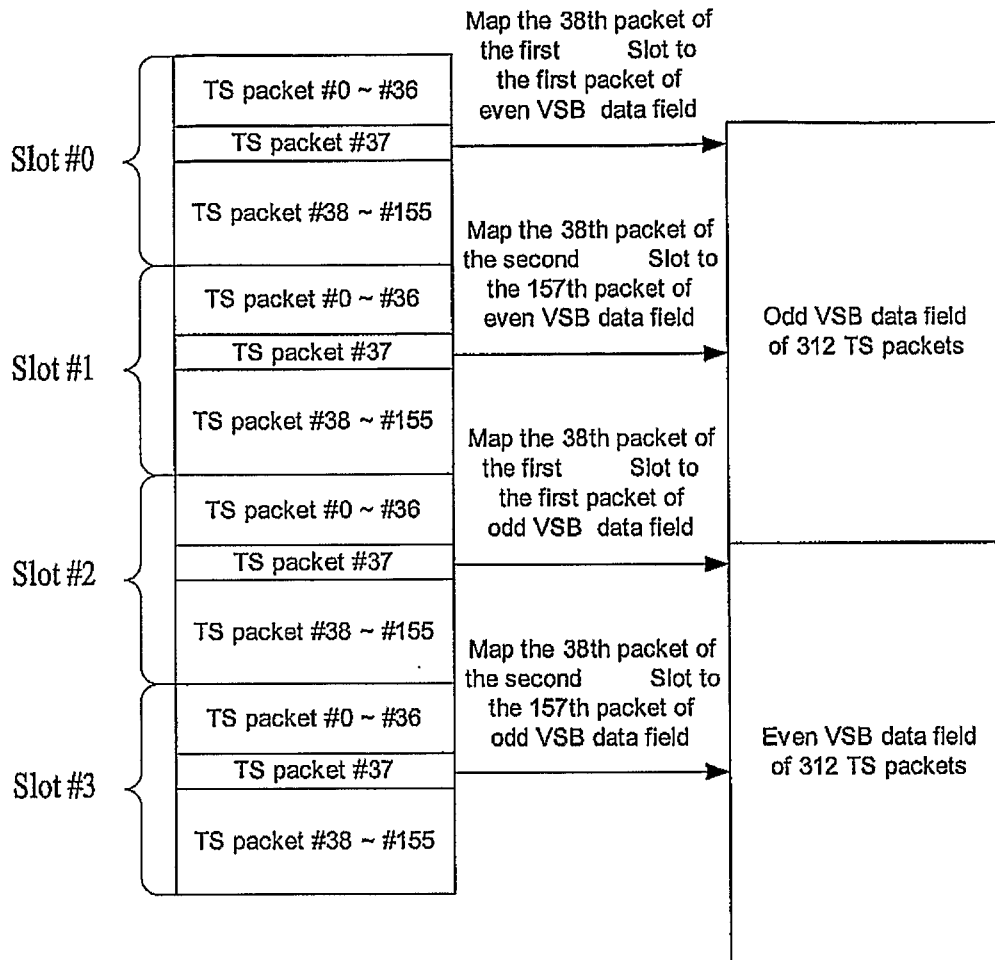 Map the 38th packet of
the first Slot to
the first packet of
even VSB data field
Slot #0
TS packet #0 ~ #36
TS packet #37
TS packet #38 ~ #155
Map the 38th packet of
the second Slot to
the 157th packet of
even VSB data field
Slot #1
TS packet #0 ~ #36
TS packet #37
TS packet #38 ~ #155
Odd VSB data field
of 312 TS packets
Map the 38th packet of
the first Slot to
the first packet of
odd VSB data field
Slot #2
TS packet #0 ~ #36
TS packet #37
TS packet #38 ~ #155
Map the 38th packet of
the second Slot to
the 157th packet of
odd VSB data field
Slot #3
TS packet #0 ~ #36
TS packet #37
TS packet #38 ~ #155
Even VSB data field
of 312 TS packets